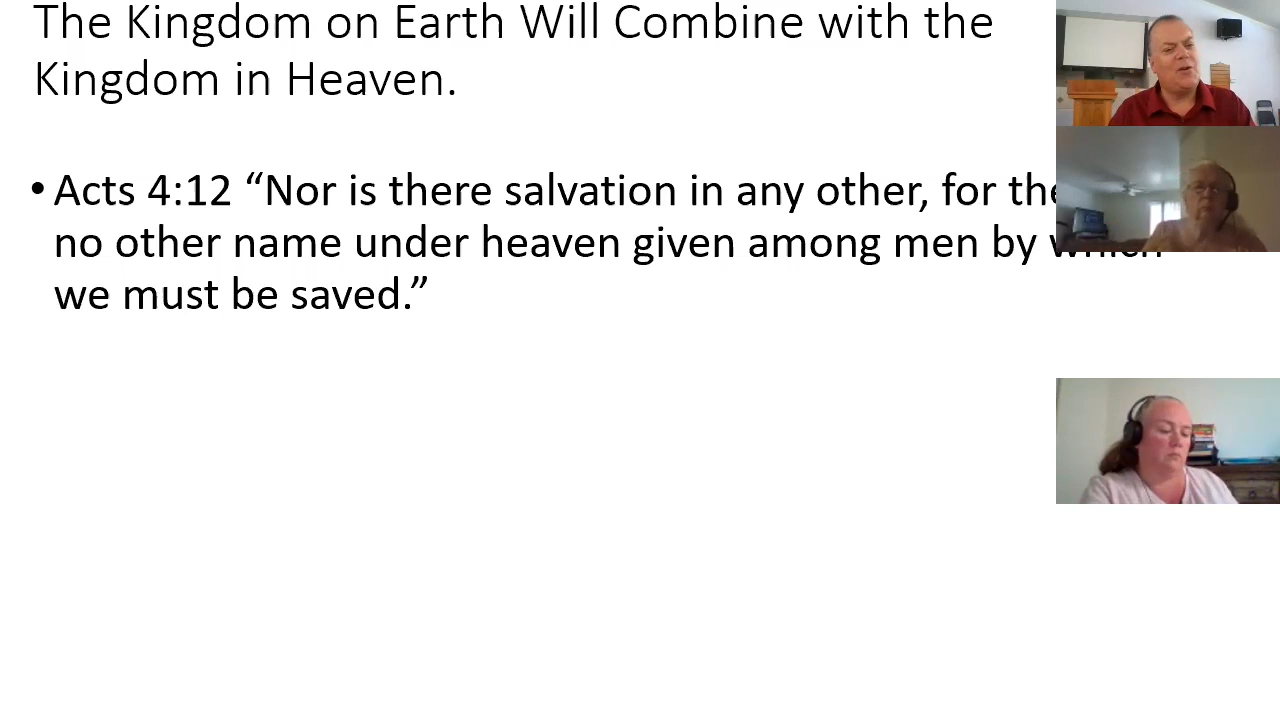 The Kingdom on Earth Will Combine with the
Kingdom in Heaven.
• Acts 4:12 “Nor is there salvation in any other, for
no other name under heaven given among men by which
we must be saved.”